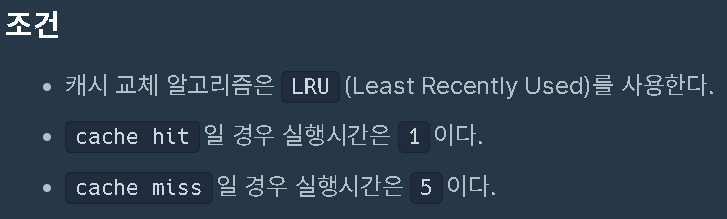 조건
• 캐시 교체 알고리즘은 LRU (Least Recently Used)를 사용한다.
• cache hit 일 경우 실행시간은 1 이다.
• cache miss 일 경우 실행시간은 5 이다.